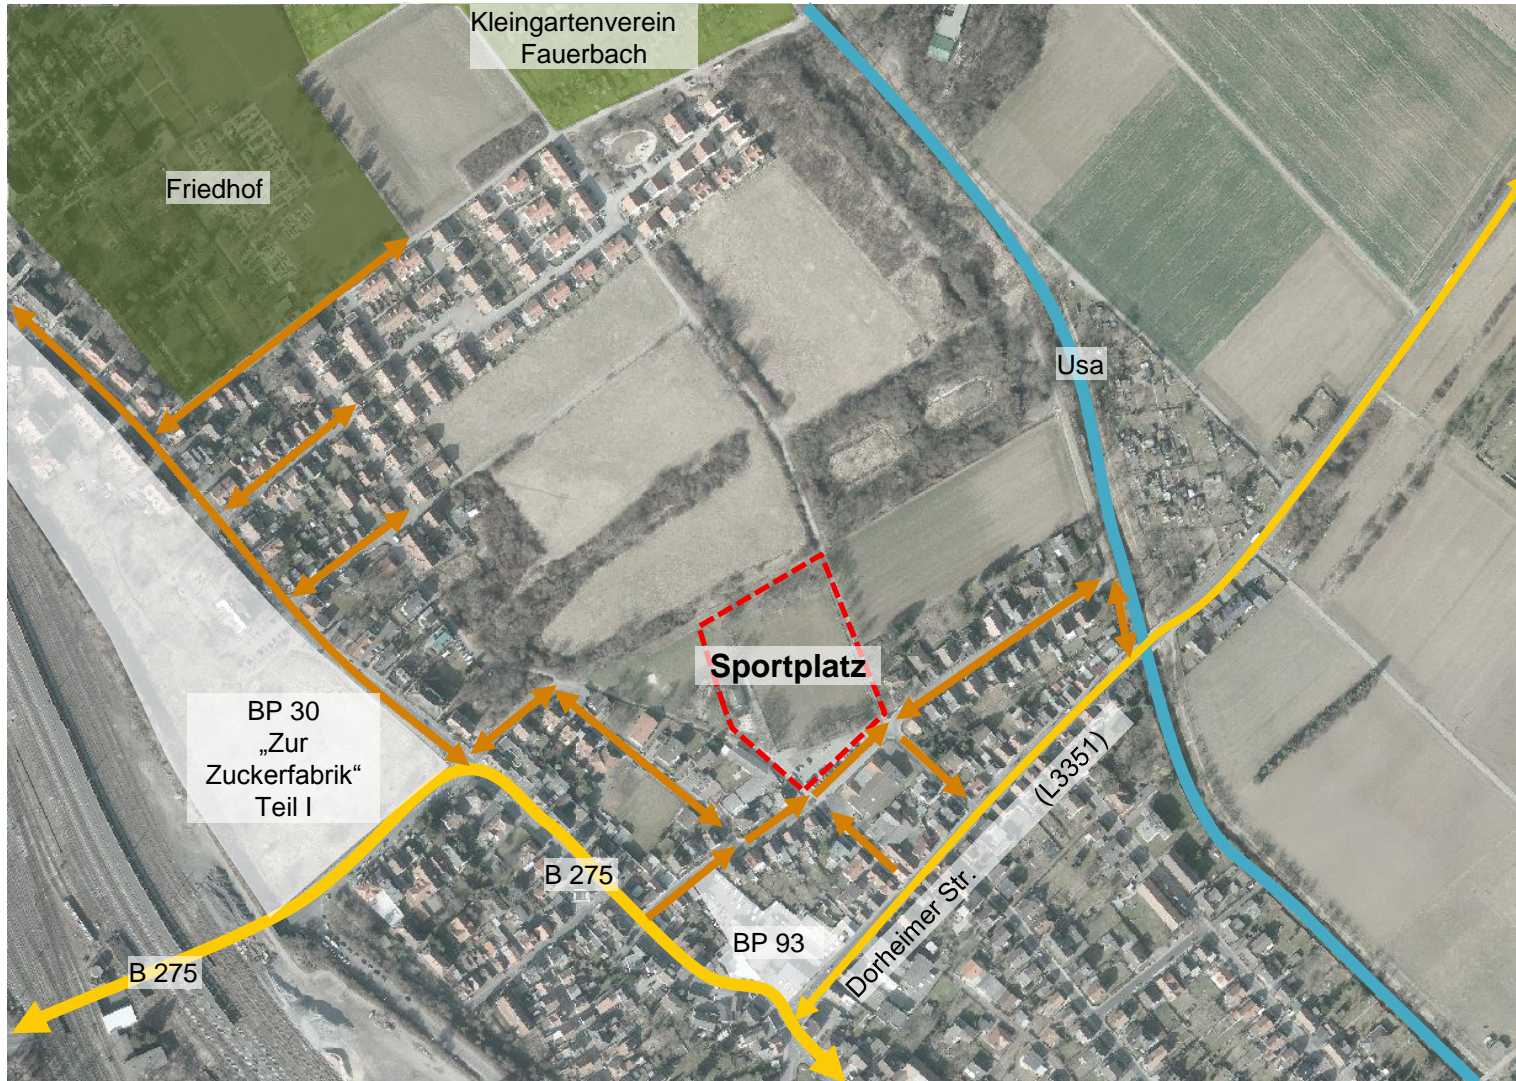 Kleingartenverein
Fauerbach
Friedhof
Usa
Sportplatz
BP 30
„Zur
Zuckerfabrik“
Teil I
(L3351)
B 275
Dorheimer Str.
BP 93
B 275